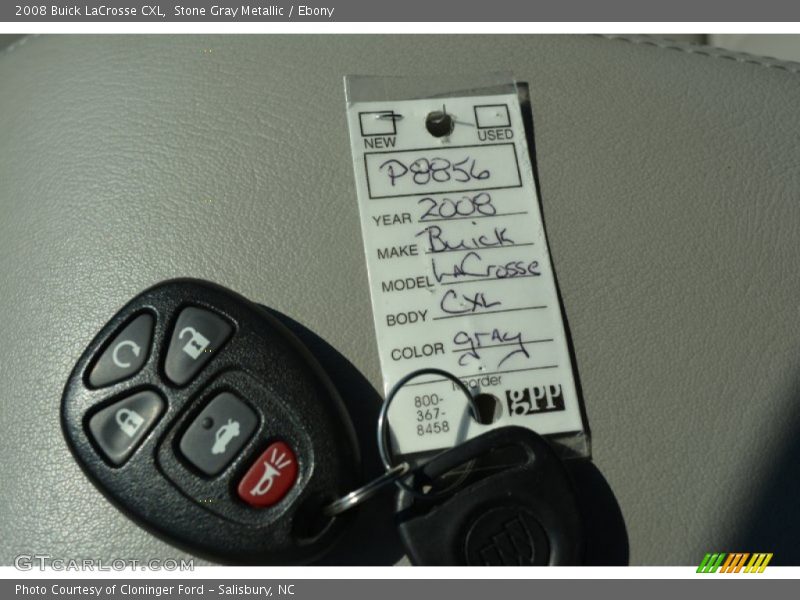 2008 Buick LaCrosse CXL, Stone Gray Metallic / Ebony
NEW USED
P8856
YEAR 2008
MAKE Buick
MODEL LaCrosse
BODY CXL
COLOR gray
reorder
800-
367-
8458
gpp
GTcarlot.com
Photo Courtesy of Cloninger Ford - Salisbury, NC